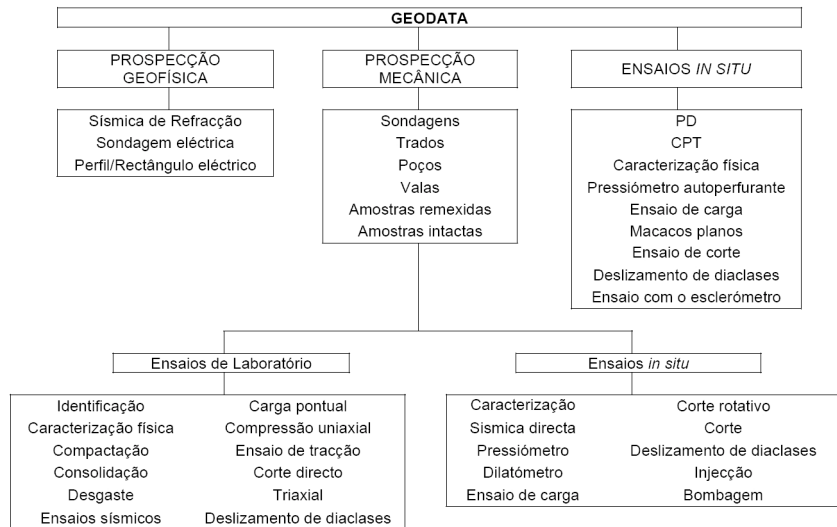 GEODATA
PROSPECÇÃO
GEOFÍSICA
PROSPECÇÃO
MECÂNICA
ENSAIOS IN SITU
Sísmica de Refracção
Sondagem eléctrica
Perfil/Rectângulo eléctrico
Sondagens
Trados
Poços
Valas
Amostras remexidas
Amostras intactas
PD
CPT
Caracterização física
Pressiómetro autoperfurante
Ensaio de carga
Macacos planos
Ensaio de corte
Deslizamento de diaclases
Ensaio com o esclerómetro
Ensaios de Laboratório
Ensaios in situ
Identificação
Caracterização física
Compactação
Consolidação
Desgaste
Ensaios sísmicos
Carga pontual
Compressão uniaxial
Ensaio de tracção
Corte directo
Triaxial
Deslizamento de diaclases
Caracterização
Sismica directa
Pressiómetro
Dilatómetro
Ensaio de carga
Corte rotativo
Corte
Deslizamento de diaclases
Injecção
Bombagem